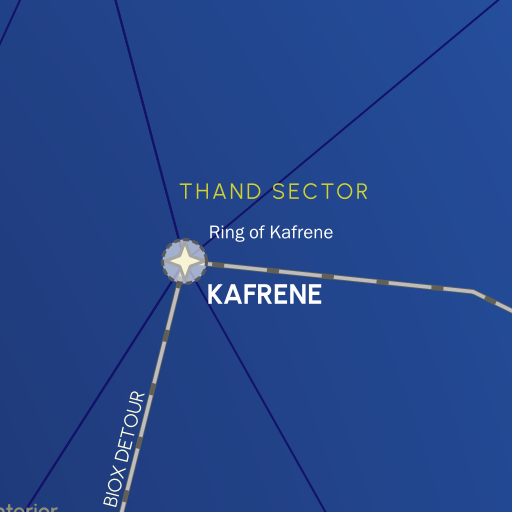 THAND SECTOR
Ring of Kafrene
KAFRENE
BIOX DETOUR